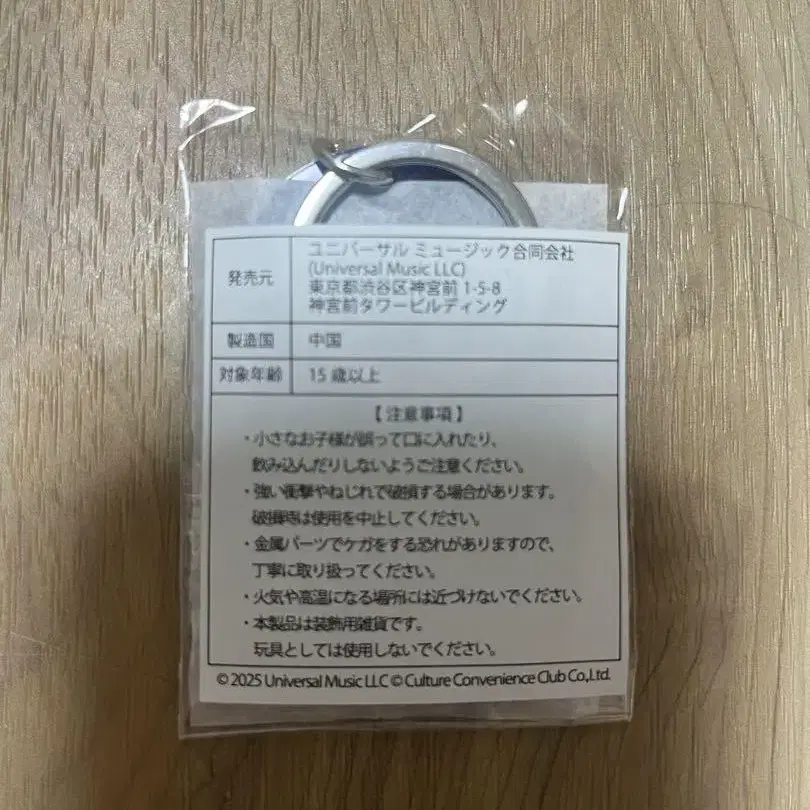 発売元
ユニバーサル ミュージック合同会社
(Universal Music LLC)
東京都渋谷区神宮前 1-5-8
神宮前タワービルディング
製造国 中国
対象年齢 15 歳以上
【 注意事項 】
・小さなお子様が誤って口に入れたり、
飲み込んだりしないようご注意ください。
・強い衝撃やねじれで破損する場合があります。
破損時は使用を中止してください。
・金属パーツでケガをする恐れがありますので、
丁寧に取り扱ってください。
・火気や高温になる場所には近づけないでください。
・本製品は装飾用雑貨です。
玩具としては使用しないでください。
© 2025 Universal Music LLC © Culture Convenience Club Co.,Ltd.